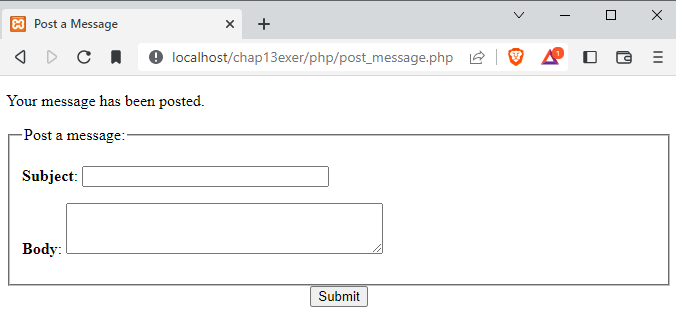 Post a Message
localhost/chap13exer/php/post_message.php
1
Your message has been posted.
Post a message:
Subject:
Body:
Submit